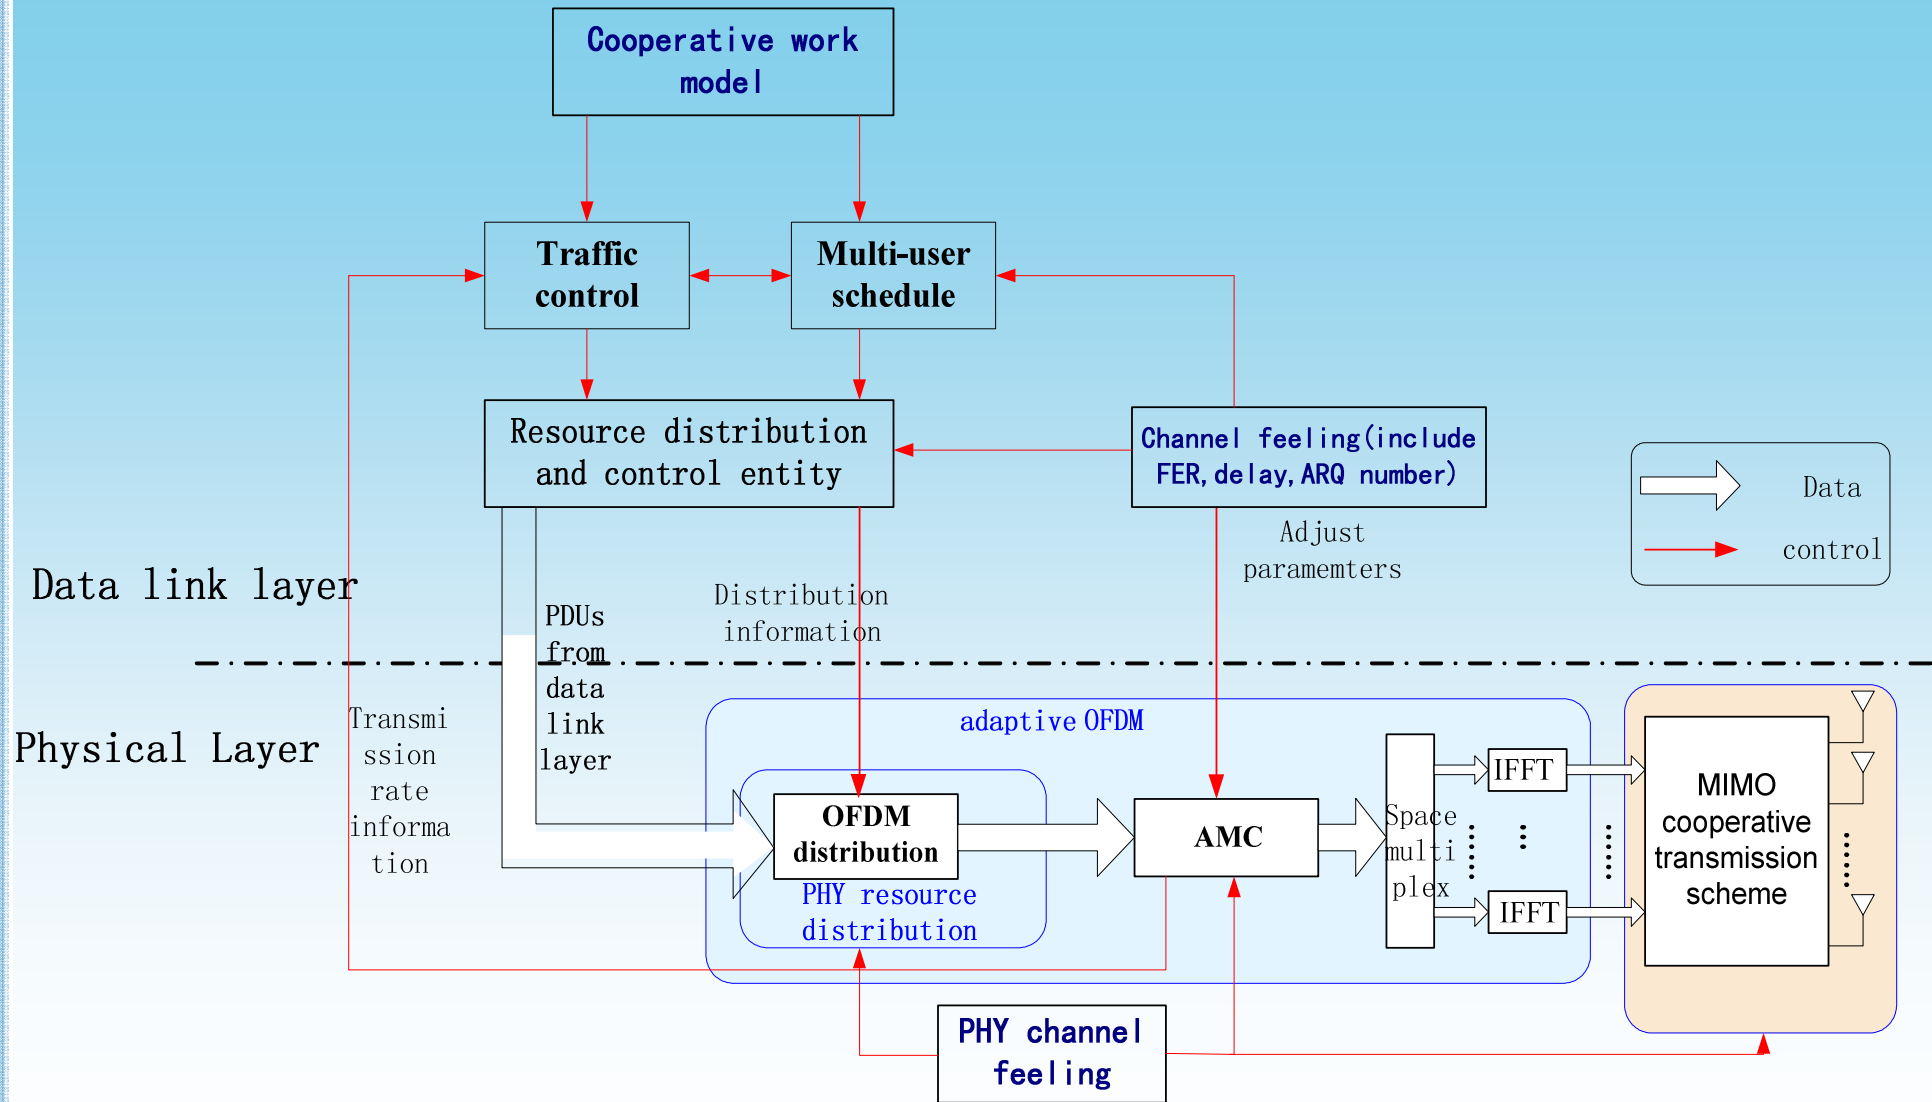 Cooperative work
model
Traffic
control
Multi-user
schedule
Resource distribution
and control entity
Channel feeling(include
FER,delay,ARQ number)
Data
control
Adjust
paramemters
Data link layer
Distribution
information
PDUs
from
data
link
layer
Physical Layer
Transmi
ssion
rate
informa
tion
adaptive OFDM
OFDM
distribution
PHY resource
distribution
AMC
Space
multi
plex
IFFT
IFFT
MIMO
cooperative
transmission
scheme
PHY channel
feeling